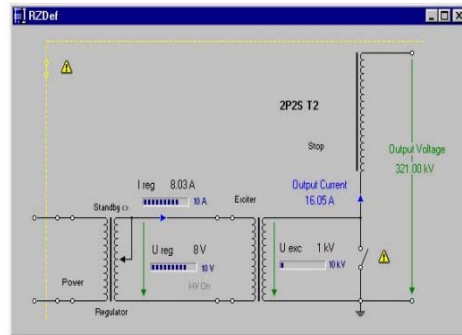 RZDef
2P2S T2
Stop
Output Voltage
321.00 kV
I reg 8.03 A
10 A
Standby <>
Exciter
Output Current
16.05 A
U reg 8 V
10 V
U exc 1 kV
10 kV
Power
HV On
Regulator